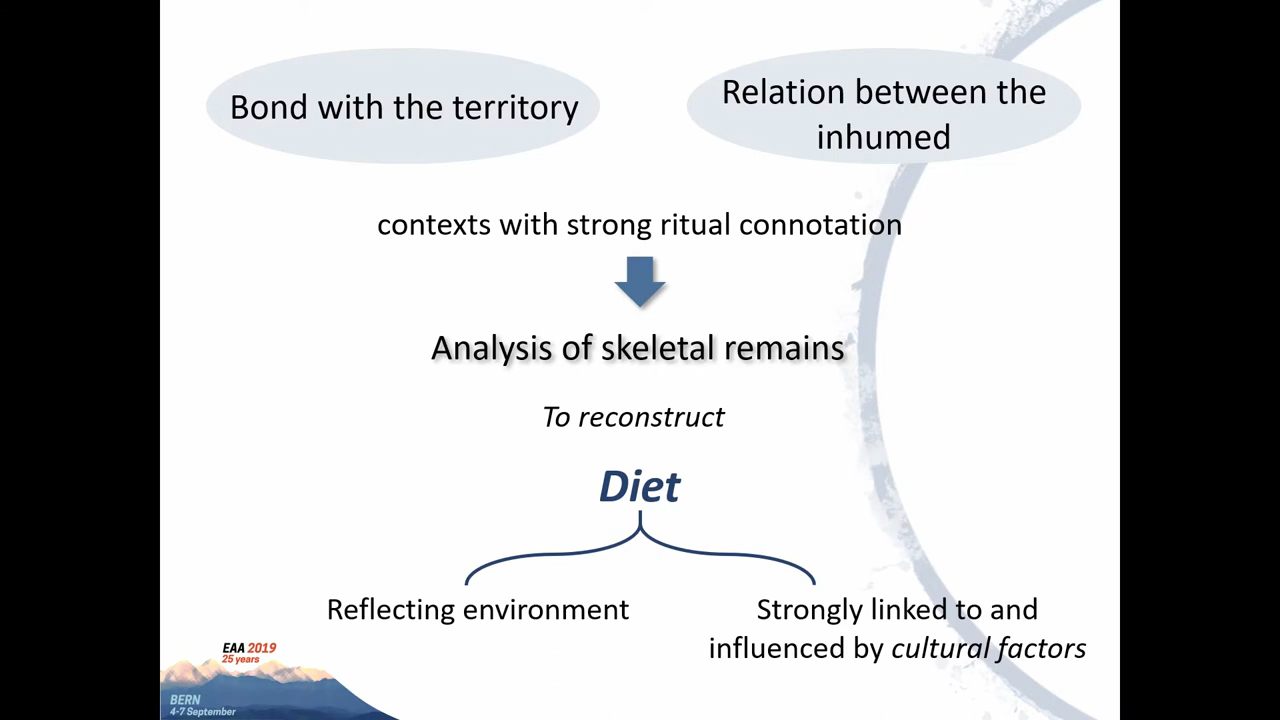 Bond with the territory
Relation between the
inhumed
contexts with strong ritual connotation
Analysis of skeletal remains
To reconstruct
Diet
Reflecting environment
Strongly linked to and
influenced by cultural factors
EAA 2019
25 years
BERN
4-7 September